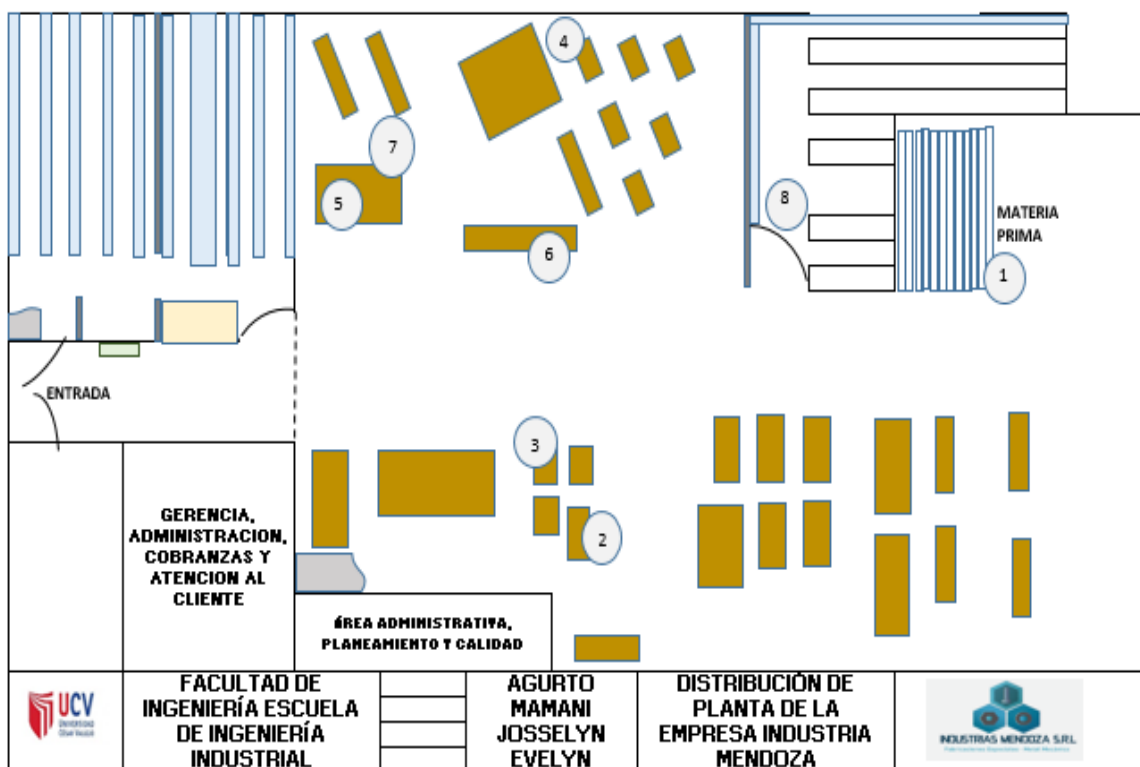 4
7
5
8
6
MATERIA
PRIMA
1
ENTRADA
3
2
GERENCIA,
ADMINISTRACION,
COBRANZAS Y
ATENCION AL
CLIENTE
ÁREA ADMINISTRATIVA,
PLANEAMIENTO Y CALIDAD
UCV
FACULTAD DE
INGENIERÍA ESCUELA
DE INGENIERÍA
INDUSTRIAL
AGURTO
MAMANI
JOSSELYN
EVELYN
DISTRIBUCIÓN DE
PLANTA DE LA
EMPRESA INDUSTRIA
MENDOZA
INDUSTRIAS MENDOZA S.R.L